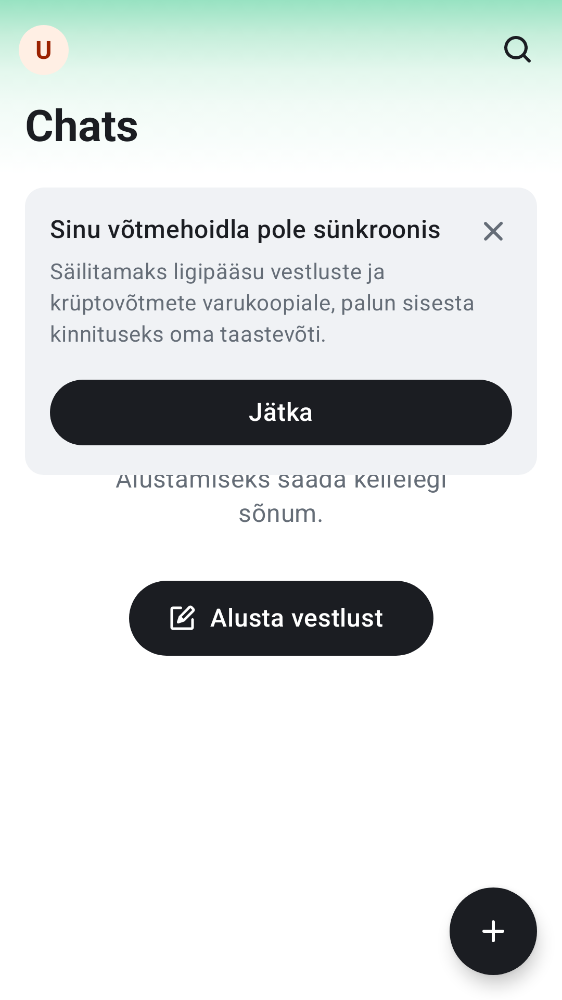 U
Chats
Sinu võtmehoidla pole sünkroonis
Säilitamaks ligipääsu vestluste ja
krüptovõtmete varukoopiale, palun sisesta
kinnituseks oma taastevõti.
Jätka
Alustamiseks saada kellelegi
sõnum.
Alusta vestlust